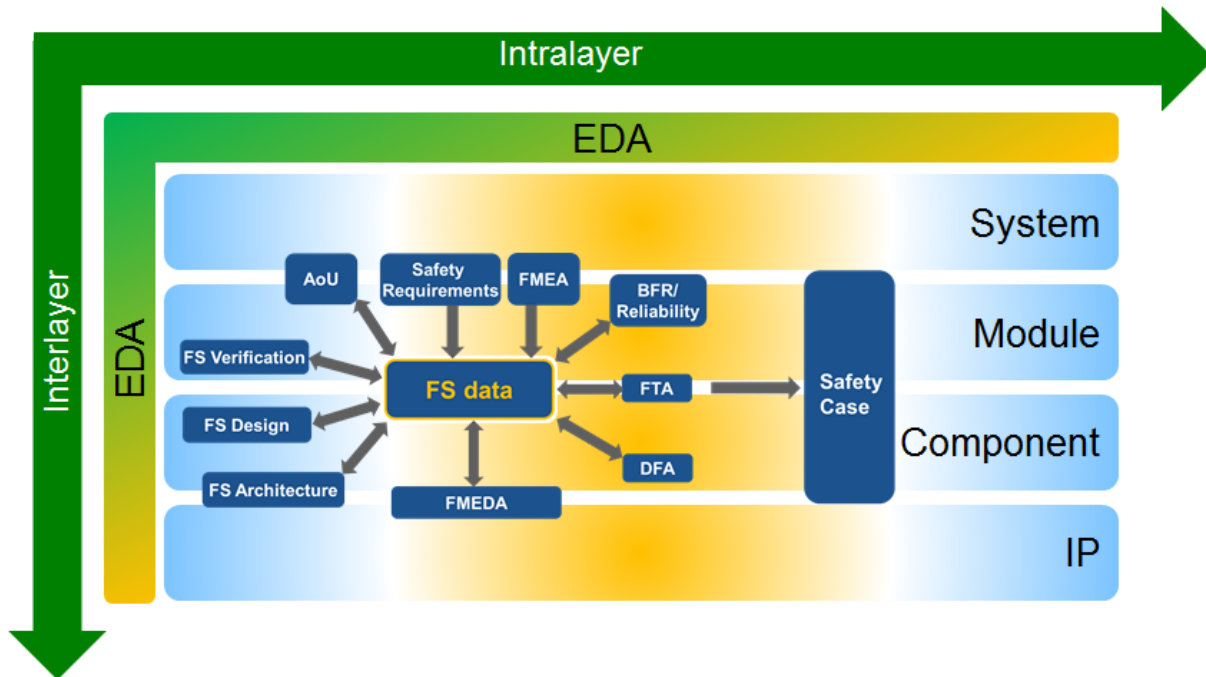 Intralayer
Interlayer
EDA
EDA
System
AoU
Safety
Requirements
FMEA
BFR/
Reliability
Module
FS Verification
FS data
FTA
Safety
Case
FS Design
Component
DFA
FS Architecture
FMEDA
IP